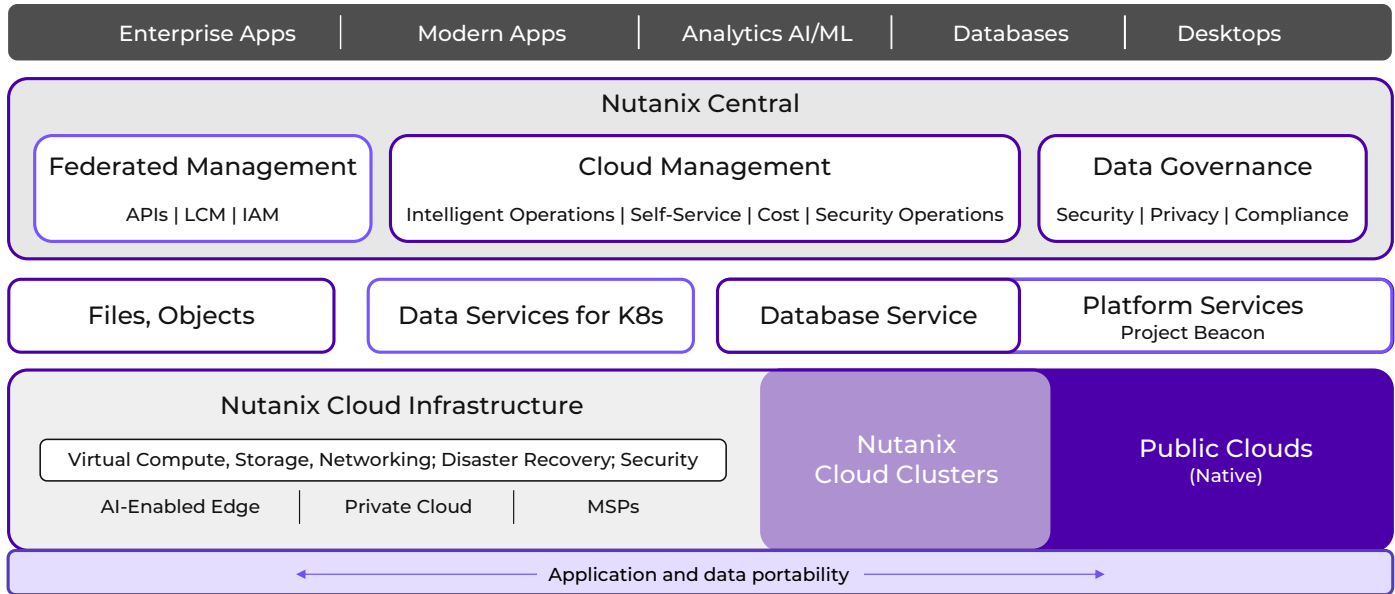 Enterprise Apps | Modern Apps | Analytics AI/ML | Databases | Desktops
Nutanix Central
Federated Management
APIs | LCM | IAM
Cloud Management
Intelligent Operations | Self-Service | Cost | Security Operations
Data Governance
Security | Privacy | Compliance
Files, Objects
Data Services for K8s
Database Service
Platform Services
Project Beacon
Nutanix Cloud Infrastructure
Virtual Compute, Storage, Networking; Disaster Recovery; Security
AI-Enabled Edge | Private Cloud | MSPs
Nutanix
Cloud Clusters
Public Clouds
(Native)
Application and data portability